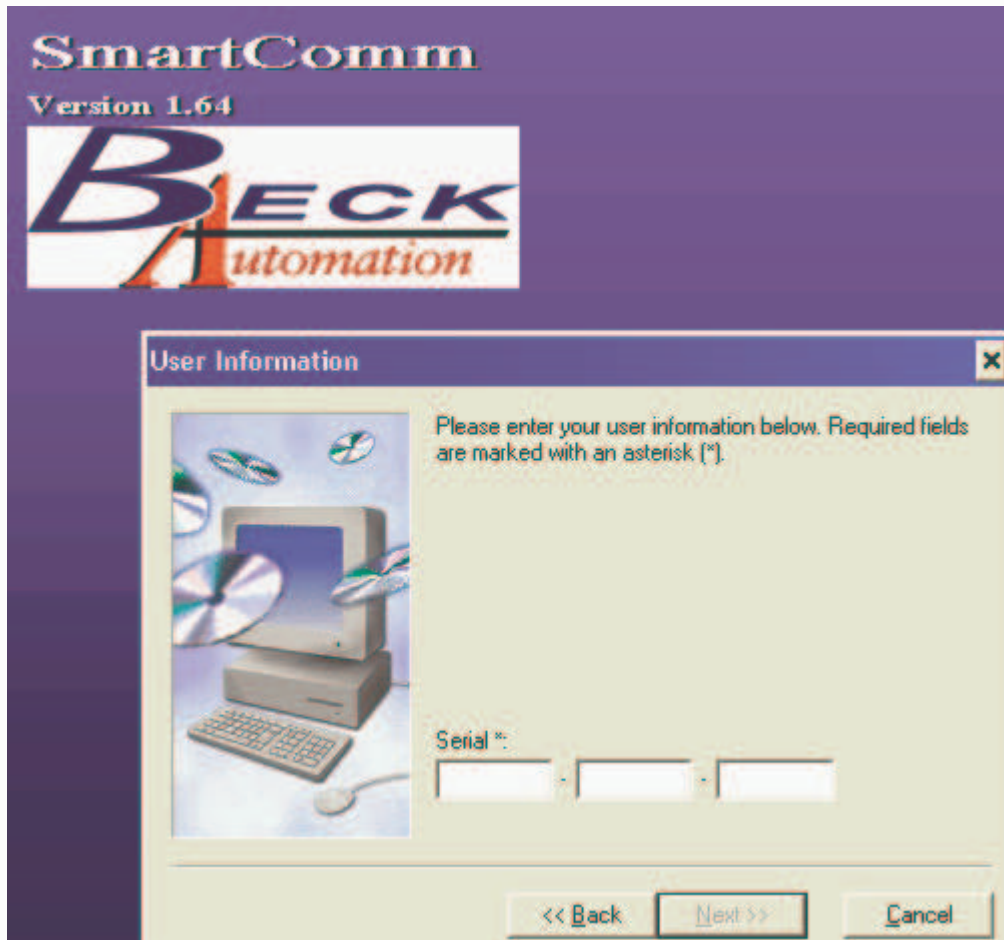 SmartComm
Version 1.64
BECK
Automation
User Information
Please enter your user information below. Required fields
are marked with an asterisk (*).
Serial *:
- -
<< Back Next >> Cancel